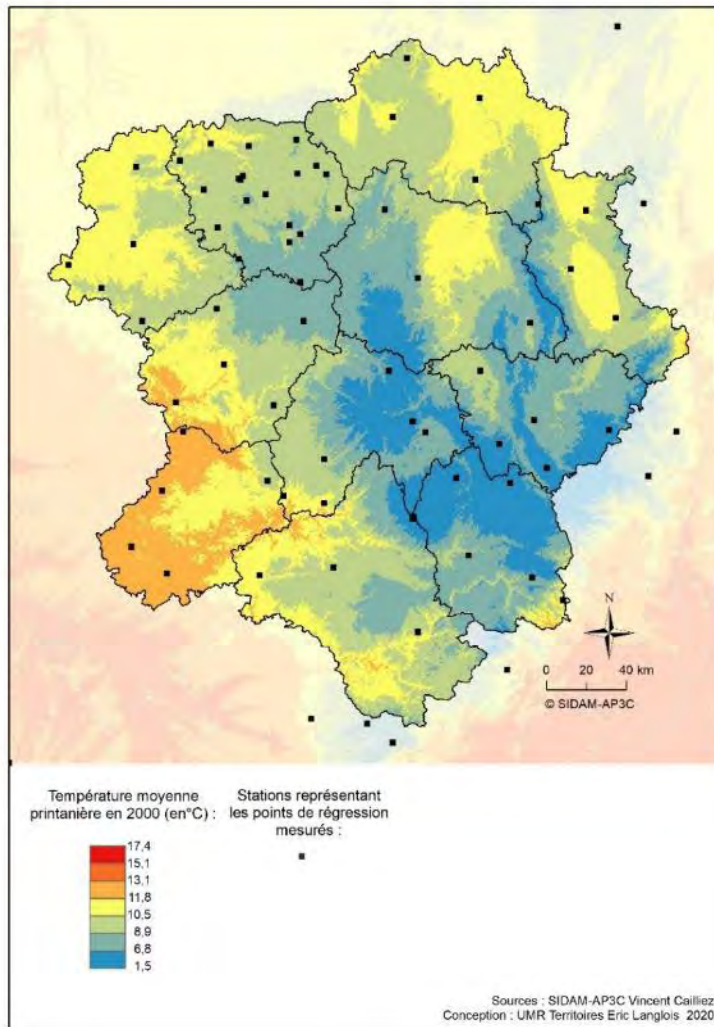 N
0 20 40 km
© SIDAM-AP3C
Température moyenne
printanière en 2000 (en°C) :
17,4
15,1
13,1
11,8
10,5
8,9
6,8
1,5
Stations représentant
les points de régression
mesurés :
Sources : SIDAM-AP3C Vincent Cailliez
Conception : UMR Territoires Eric Langlois 2020